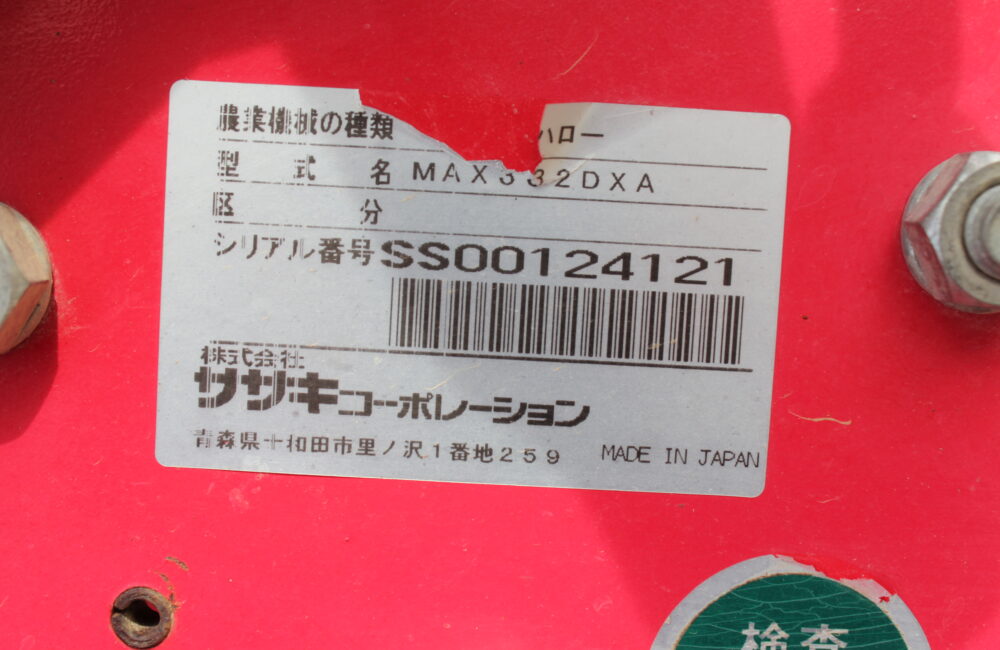 農業機械の種類 ハロー
型式名 MAX332DXA
区分
シリアル番号 SS00124121
株式会社
ササキコーポレーション
青森県十和田市里ノ沢1番地259 MADE IN JAPAN
検査